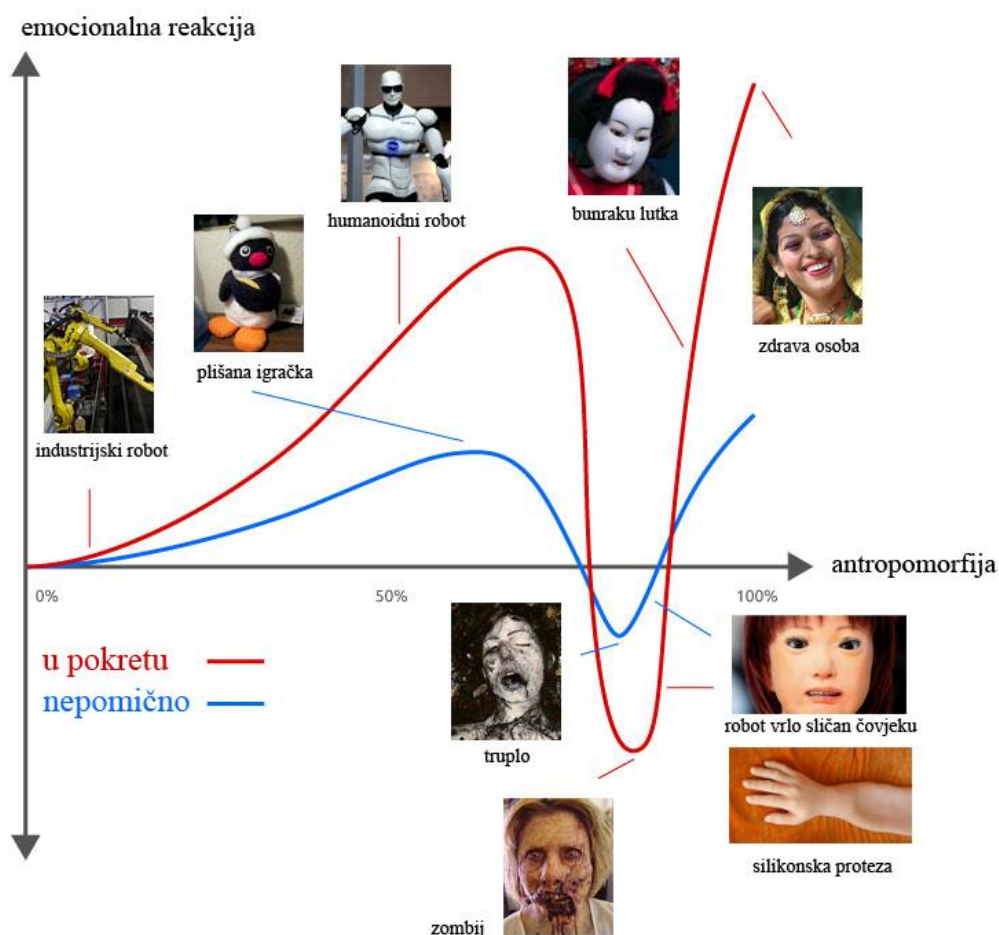 emocionalna reakcija
humanoidni robot
bunraku lutka
plišana igračka
zdrava osoba
industrijski robot
antropomorfija
0%
50%
100%
u pokretu
nepomično
truplo
robot vrlo sličan čovjeku
silikonska proteza
zombij